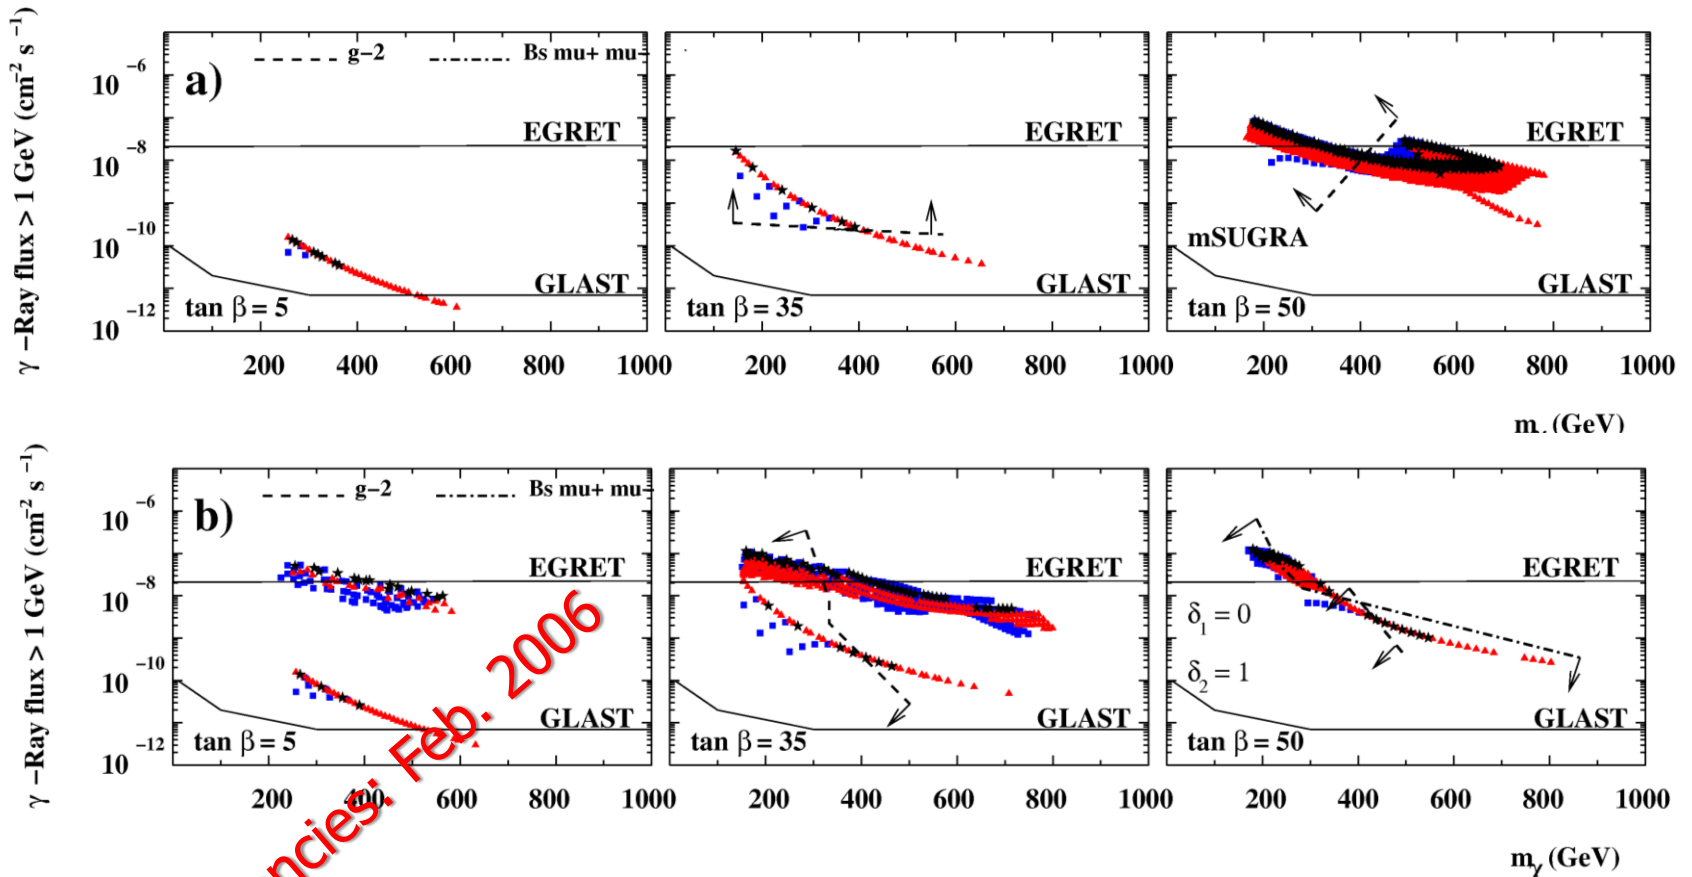 γ −Ray flux > 1 GeV (cm⁻² s⁻¹)
a)
g−2
Bs mu+ mu-
10⁻⁶
10⁻⁸
10⁻¹⁰
10⁻¹²
EGRET
GLAST
tan β = 5
200 400 600 800 1000
EGRET
GLAST
tan β = 35
200 400 600 800 1000
EGRET
mSUGRA
GLAST
tan β = 50
200 400 600 800 1000
m (GeV)
γ −Ray flux > 1 GeV (cm⁻² s⁻¹)
b)
g−2
Bs mu+ mu-
10⁻⁶
10⁻⁸
10⁻¹⁰
10⁻¹²
EGRET
GLAST
tan β = 5
200 400 600 800 1000
EGRET
GLAST
tan β = 35
200 400 600 800 1000
EGRET
δ₁ = 0
δ₂ = 1
GLAST
tan β = 50
200 400 600 800 1000
mχ (GeV)
ncies: Feb. 2006